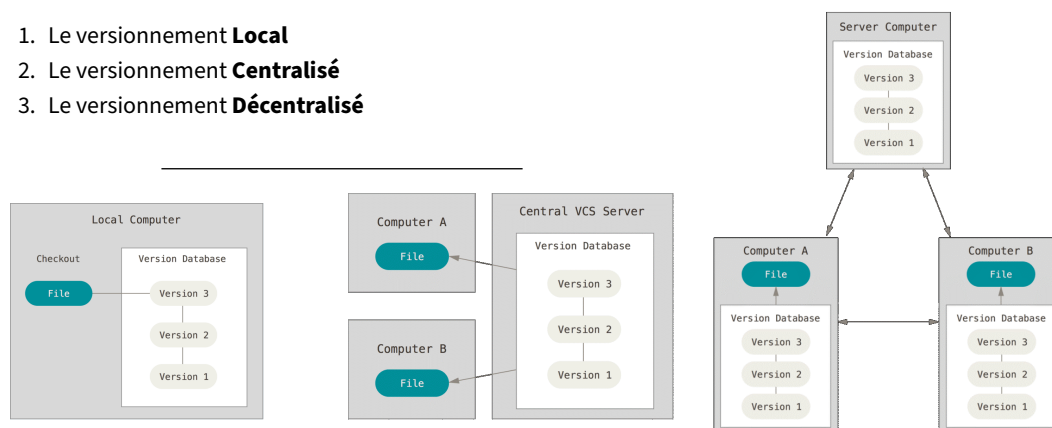 1. Le versionnement Local
2. Le versionnement Centralisé
3. Le versionnement Décentralisé
Local Computer
Checkout
Version Database
File
Version 3
Version 2
Version 1
Computer A
File
Computer B
File
Central VCS Server
Version Database
Version 3
Version 2
Version 1
Server Computer
Version Database
Version 3
Version 2
Version 1
Computer A
File
Version Database
Version 3
Version 2
Version 1
Computer B
File
Version Database
Version 3
Version 2
Version 1